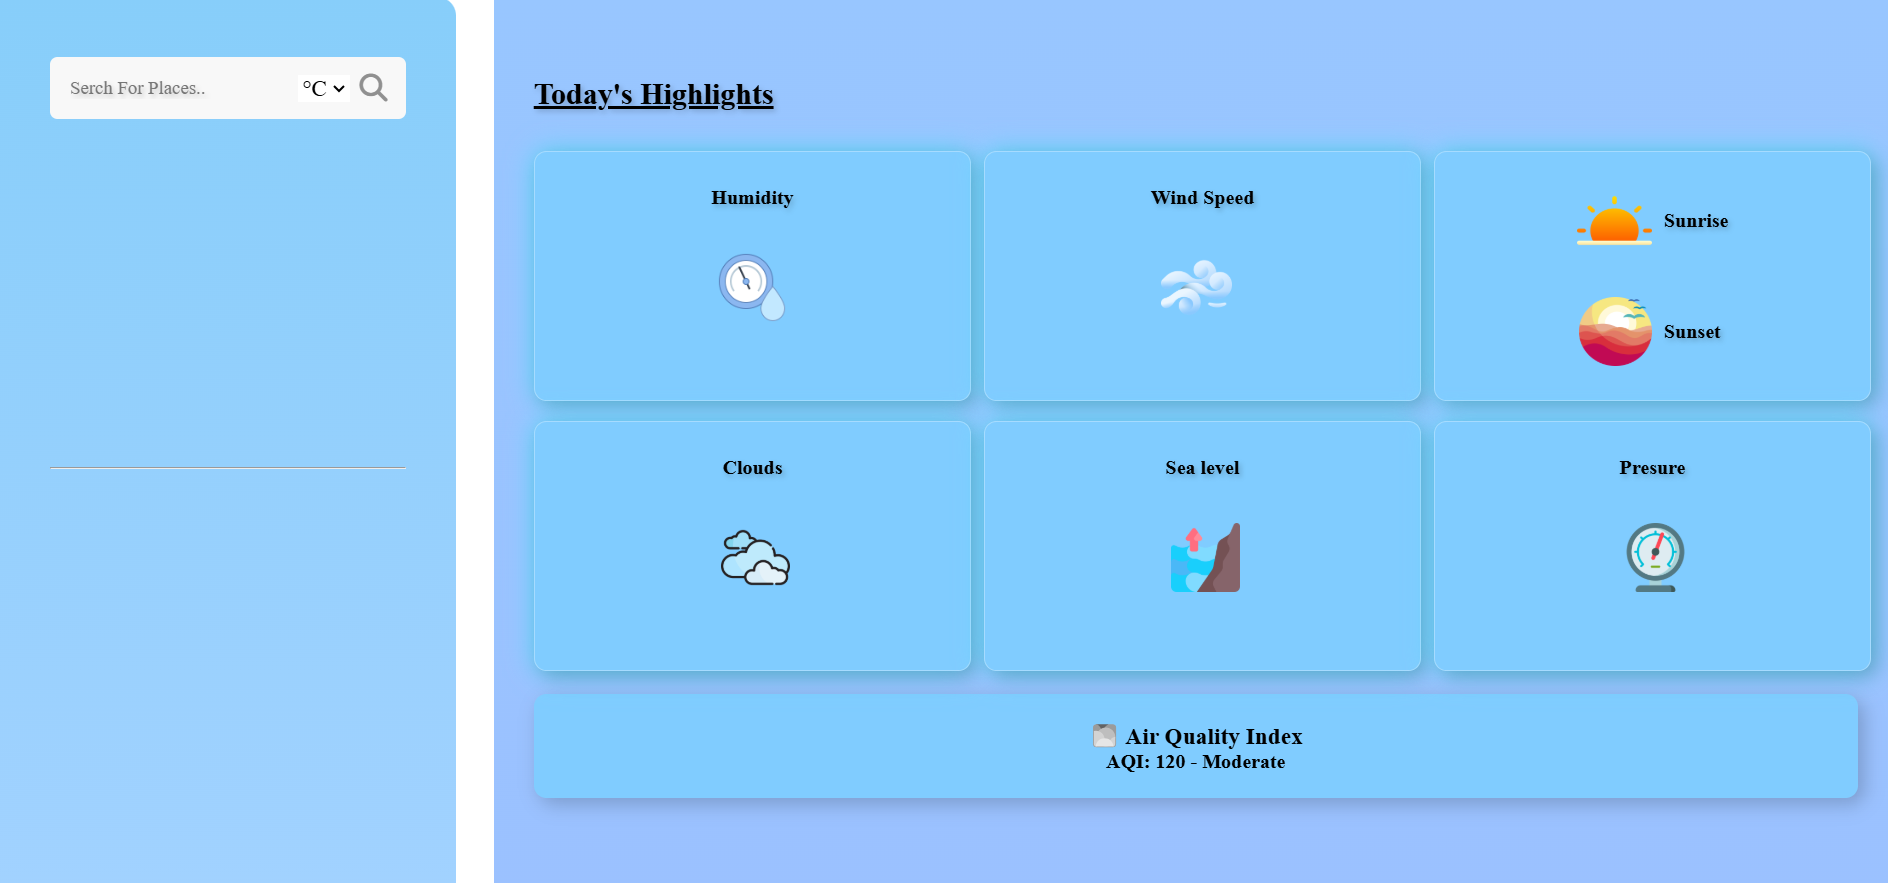 Serch For Places..
°C
Today's Highlights
Humidity
Wind Speed
Sunrise
Sunset
Clouds
Sea level
Presure
Air Quality Index
AQI: 120 - Moderate